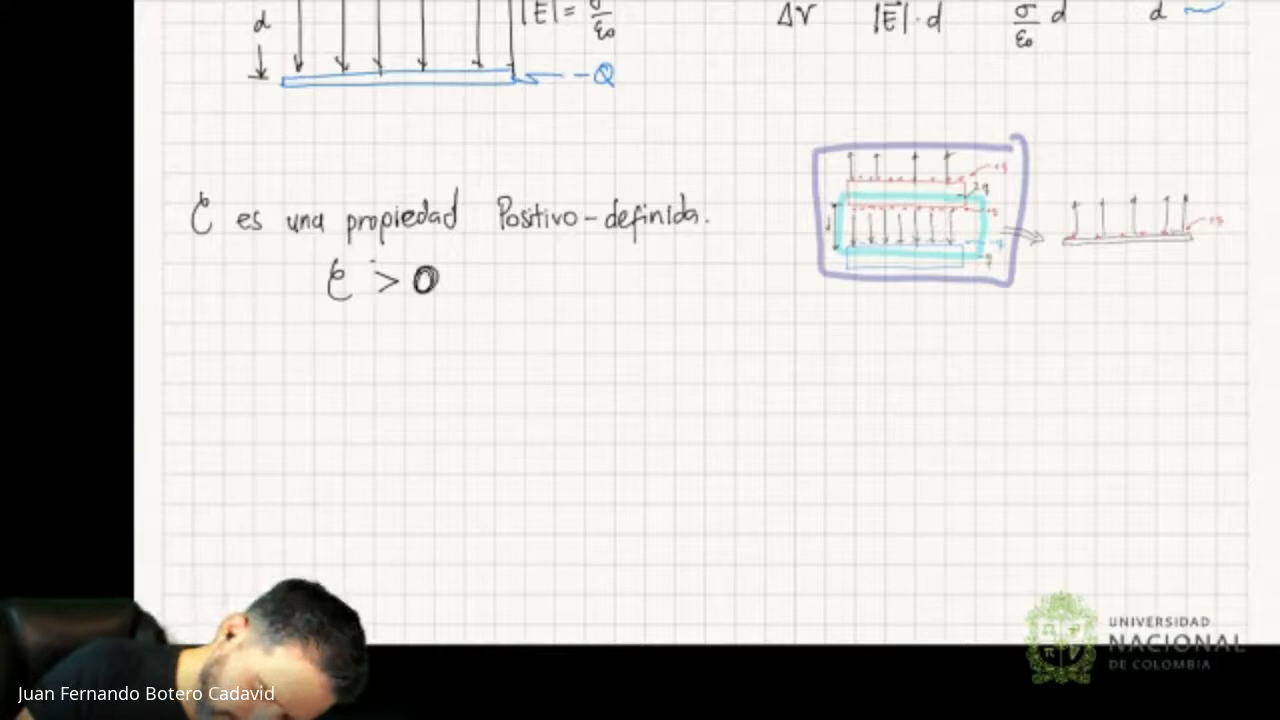 d
|E| = σ/ε₀
-Q
ΔV |E|·d σ/ε₀ d d
C es una propiedad Positivo-definida.
C > 0
UNIVERSIDAD
NACIONAL
DE COLOMBIA
Juan Fernando Botero Cadavid